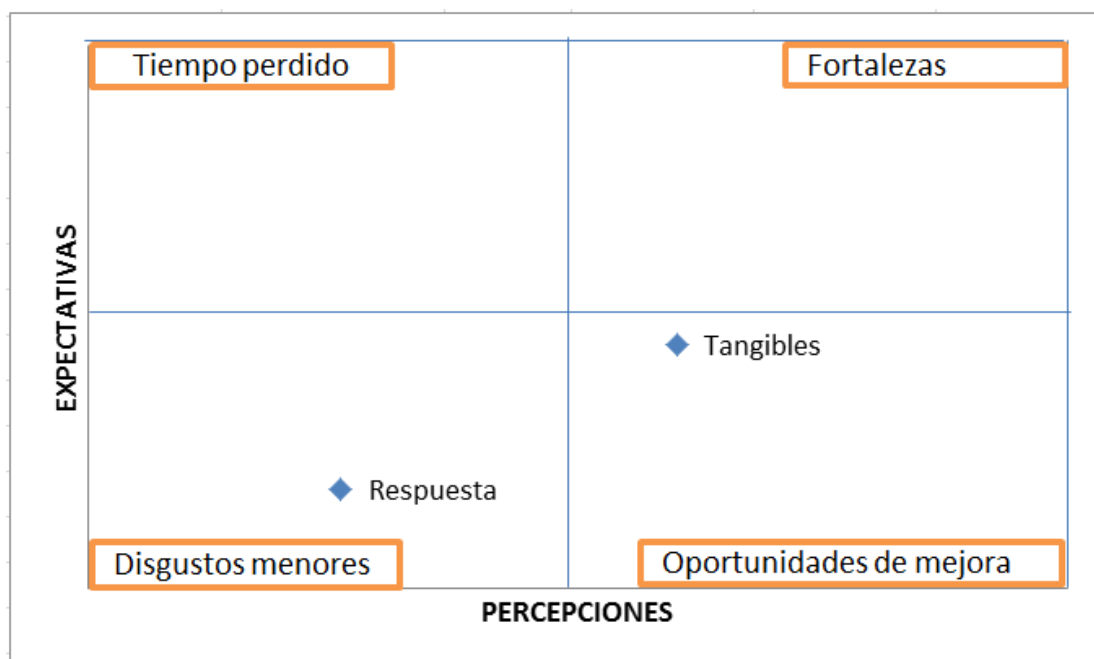 Tiempo perdido
Fortalezas
EXPECTATIVAS
Tangibles
Respuesta
Disgustos menores
Oportunidades de mejora
PERCEPCIONES